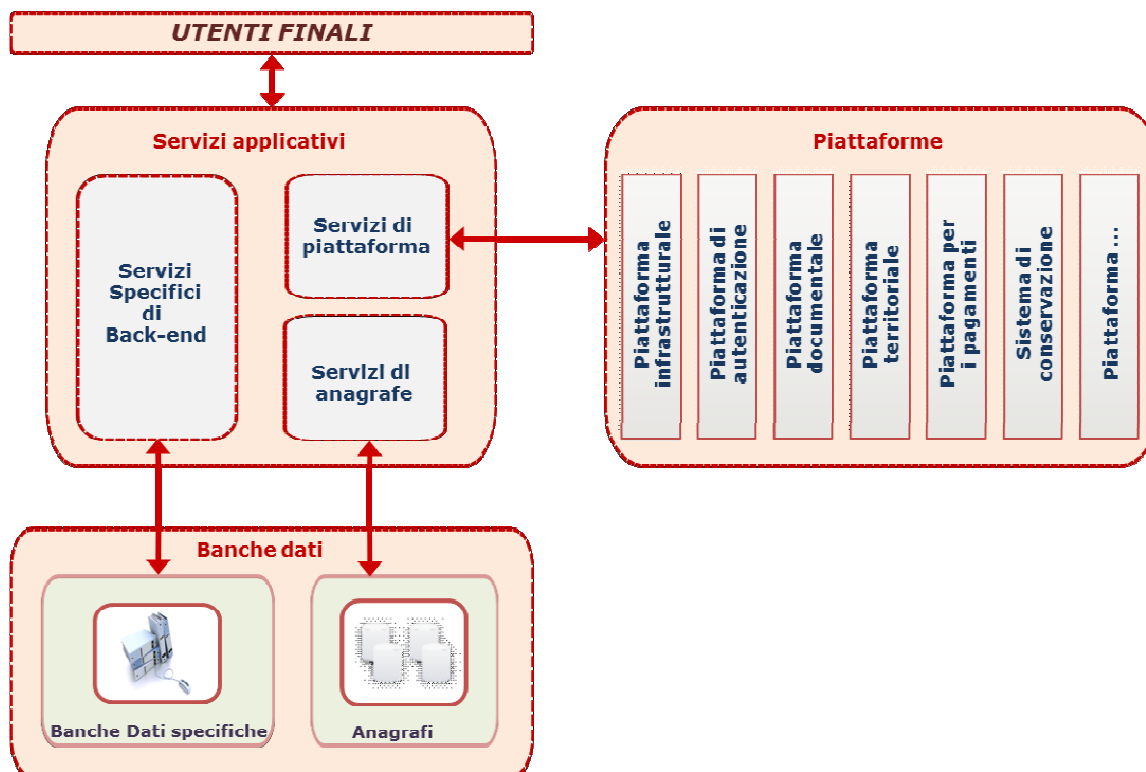 UTENTI FINALI
Servizi applicativi
Servizi
Specifici
di
Back-end
Servizi di
piattaforma
Servizi di
anagrafe
Piattaforme
Piattaforma
infrastrutturale
Piattaforma di
autenticazione
Piattaforma
documentale
Piattaforma
territoriale
Piattaforma per
i pagamenti
Sistema di
conservazione
Piattaforma ...
Banche dati
Banche Dati specifiche
Anagrafi